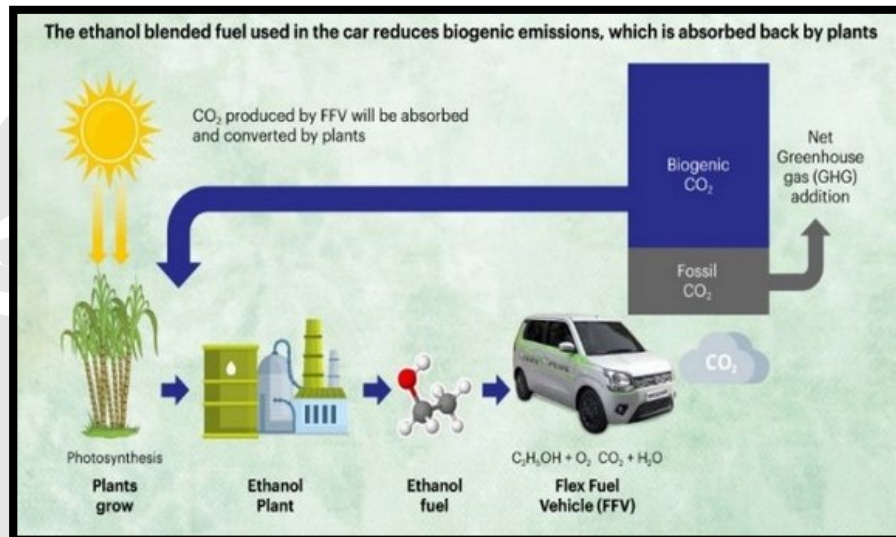 The ethanol blended fuel used in the car reduces biogenic emissions, which is absorbed back by plants
CO₂ produced by FFV will be absorbed
and converted by plants
Biogenic
CO₂
Net
Greenhouse
gas (GHG)
addition
Fossil
CO₂
CO₂
Photosynthesis
Plants
grow
Ethanol
Plant
Ethanol
fuel
C₂H₅OH + O₂ CO₂ + H₂O
Flex Fuel
Vehicle (FFV)